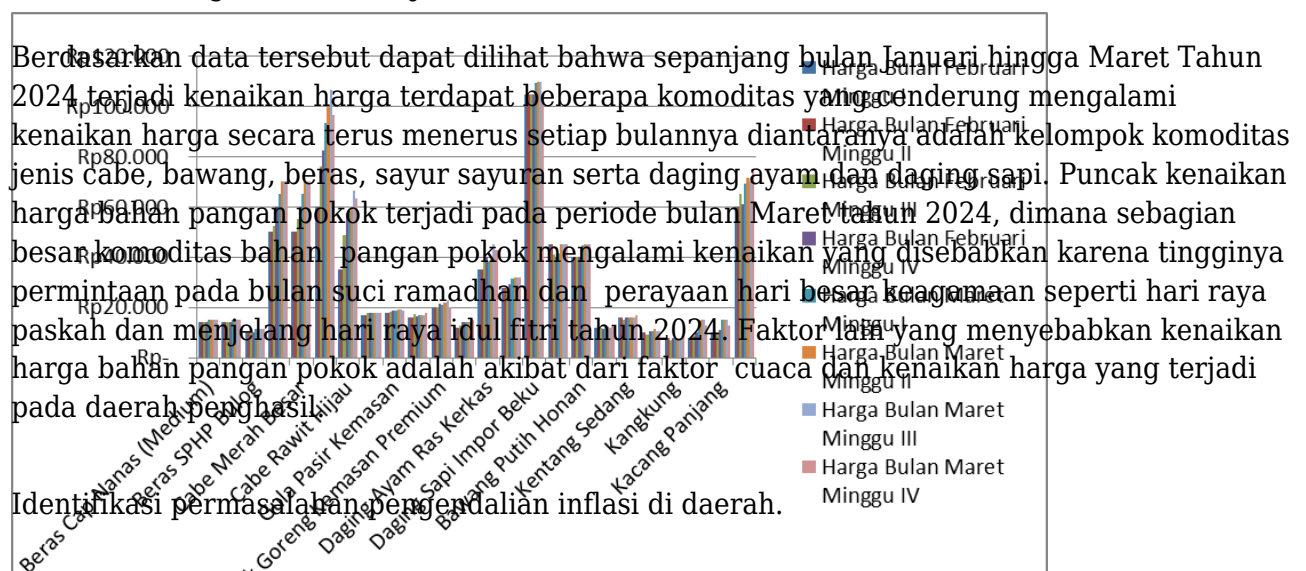 Berdasarkan data tersebut dapat dilihat bahwa sepanjang bulan Januari hingga Maret Tahun
2024 terjadi kenaikan harga terdapat beberapa komoditas yang cenderung mengalami
kenaikan harga secara terus menerus setiap bulannya diantaranya adalah kelompok komoditas
jenis cabe, bawang, beras, sayur sayuran serta daging ayam dan daging sapi. Puncak kenaikan
harga bahan pangan pokok terjadi pada periode bulan Maret tahun 2024, dimana sebagian
besar komoditas bahan pangan pokok mengalami kenaikan yang disebabkan karena tingginya
permintaan pada bulan suci ramadhan dan perayaan hari besar keagamaan seperti hari raya
paskah dan menjelang hari raya idul fitri tahun 2024. Faktor lain yang menyebabkan kenaikan
harga bahan pangan pokok adalah akibat dari faktor cuaca dan kenaikan harga yang terjadi
pada daerah penghasil.
Identifikasi permasalahan pengendalian inflasi di daerah.
Rp120.000
Rp100.000
Rp80.000
Rp60.000
Rp40.000
Rp20.000
Rp-
Beras Cap Nanas (Medium)
Beras SPHP Bulog
Cabe Merah Besar
Cabe Rawit Hijau
Gula Pasir Kemasan
Goreng Kemasan Premium
Daging Ayam Ras Kerkas
Daging Sapi Impor Beku
Bawang Putih Honan
Kentang Sedang
Kangkung
Kacang Panjang
Harga Bulan Februari
Minggu I
Harga Bulan Februari
Minggu II
Harga Bulan Februari
Minggu III
Harga Bulan Februari
Minggu IV
Harga Bulan Maret
Minggu I
Harga Bulan Maret
Minggu II
Harga Bulan Maret
Minggu III
Harga Bulan Maret
Minggu IV